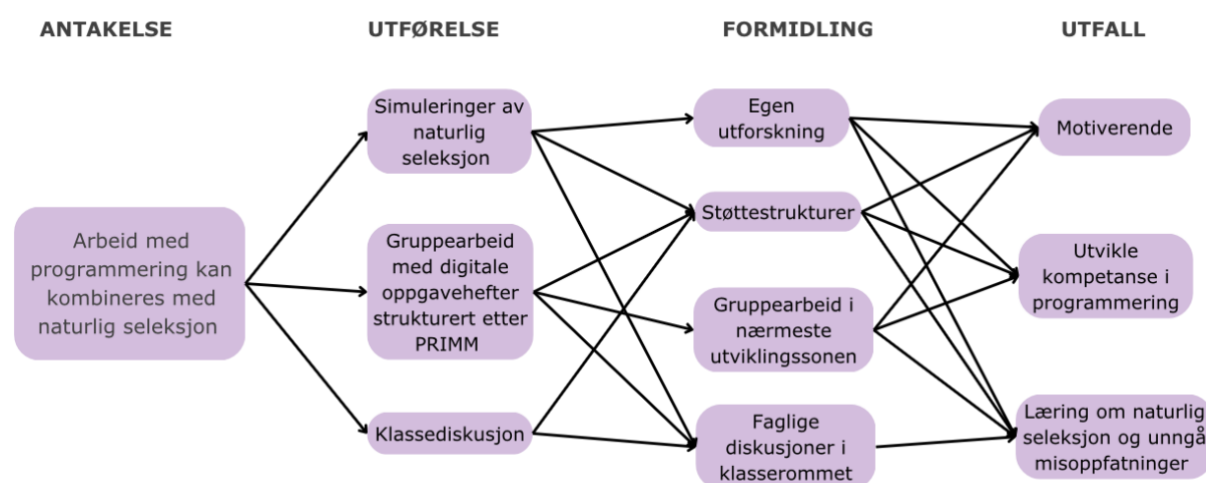 ANTAKELSE
UTFØRELSE
FORMIDLING
UTFALL
Arbeid med
programmering kan
kombineres med
naturlig seleksjon
Simuleringer av
naturlig
seleksjon
Gruppearbeid
med digitale
oppgavehefter
strukturert etter
PRIMM
Klassediskusjon
Egen
utforskning
Støttestrukturer
Gruppearbeid i
nærmeste
utviklingssonen
Faglige
diskusjoner i
klasserommet
Motiverende
Utvikle
kompetanse i
programmering
Læring om naturlig
seleksjon og unngå
misoppfatninger